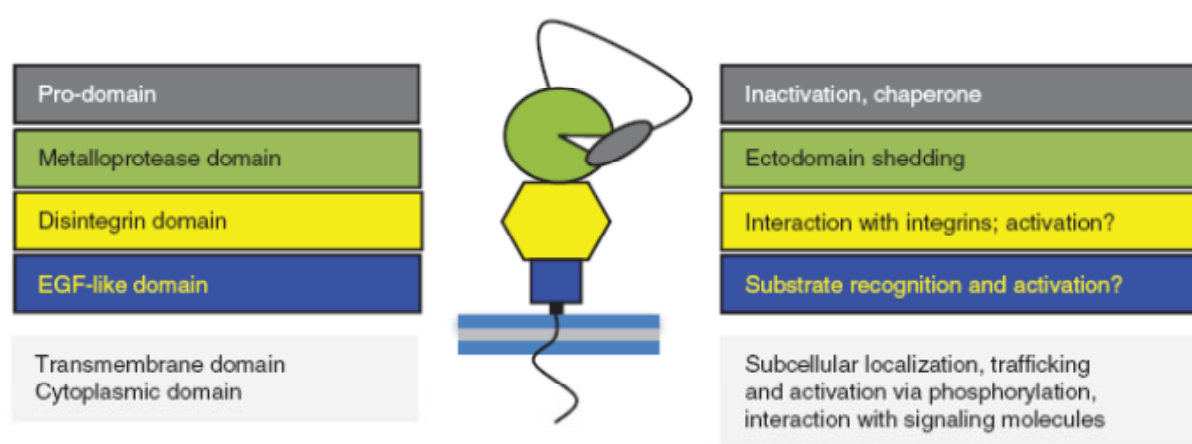 Pro-domain
Metalloprotease domain
Disintegrin domain
EGF-like domain
Transmembrane domain
Cytoplasmic domain
Inactivation, chaperone
Ectodomain shedding
Interaction with integrins; activation?
Substrate recognition and activation?
Subcellular localization, trafficking
and activation via phosphorylation,
interaction with signaling molecules